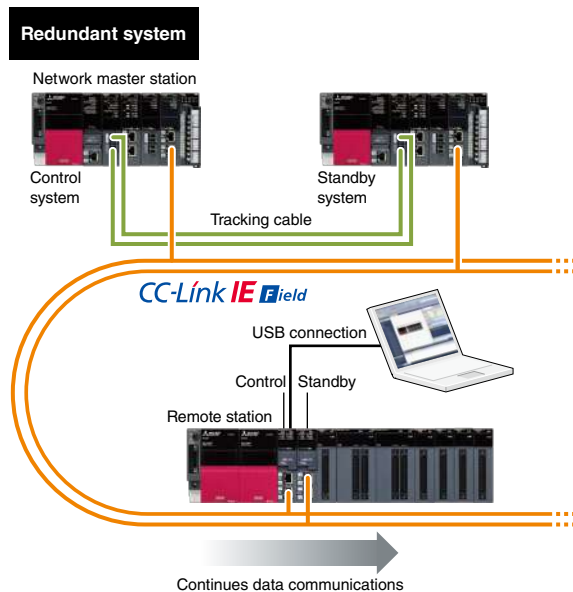 Redundant system
Network master station
Control
system
Standby
system
Tracking cable
CC-Link IE Field
USB connection
Control
Standby
Remote station
Continues data communications